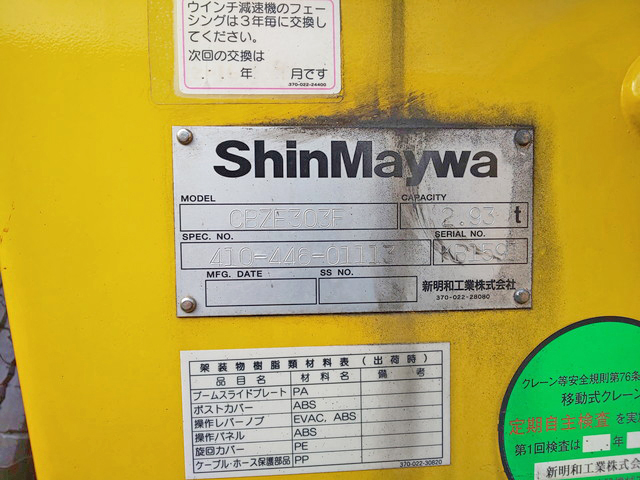 ウインチ減速機のフェー
シングは3年毎に交換し
てください。
次回の交換は
年 月です
370-022-24400
ShinMaywa
MODEL CAPACITY
2.93 t
SPEC. NO. SERIAL NO.
410-446-01113
MFG. DATE SS NO.
新明和工業株式会社
370-022-28080
架装物樹脂類材料表(出荷時)
品目名 材料名 備考
ブームスライドプレート PA
ポストカバー ABS
操作レバーノブ EVAC, ABS
操作パネル ABS
旋回カバー PE
ケーブル・ホース保護部品 PP
370-022-30820
クレーン等安全規則第76条
移動式クレーン
定期自主検査を実
第1回検査は 年
新明和工業株式会